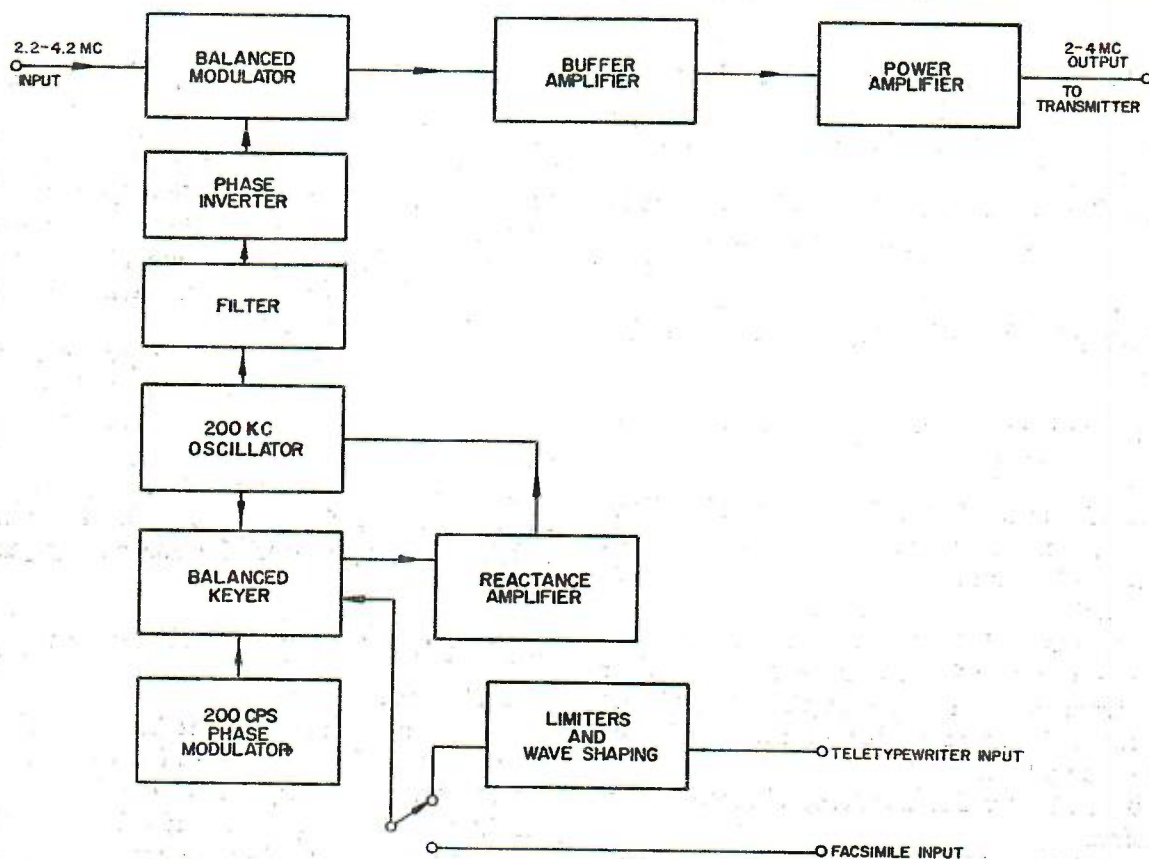 2.2-4.2 MC
INPUT
BALANCED
MODULATOR
BUFFER
AMPLIFIER
POWER
AMPLIFIER
2-4 MC
OUTPUT
TO
TRANSMITTER
PHASE
INVERTER
FILTER
200 KC
OSCILLATOR
BALANCED
KEYER
REACTANCE
AMPLIFIER
200 CPS
PHASE
MODULATOR
LIMITERS
AND
WAVE SHAPING
TELETYPEWRITER INPUT
FACSIMILE INPUT